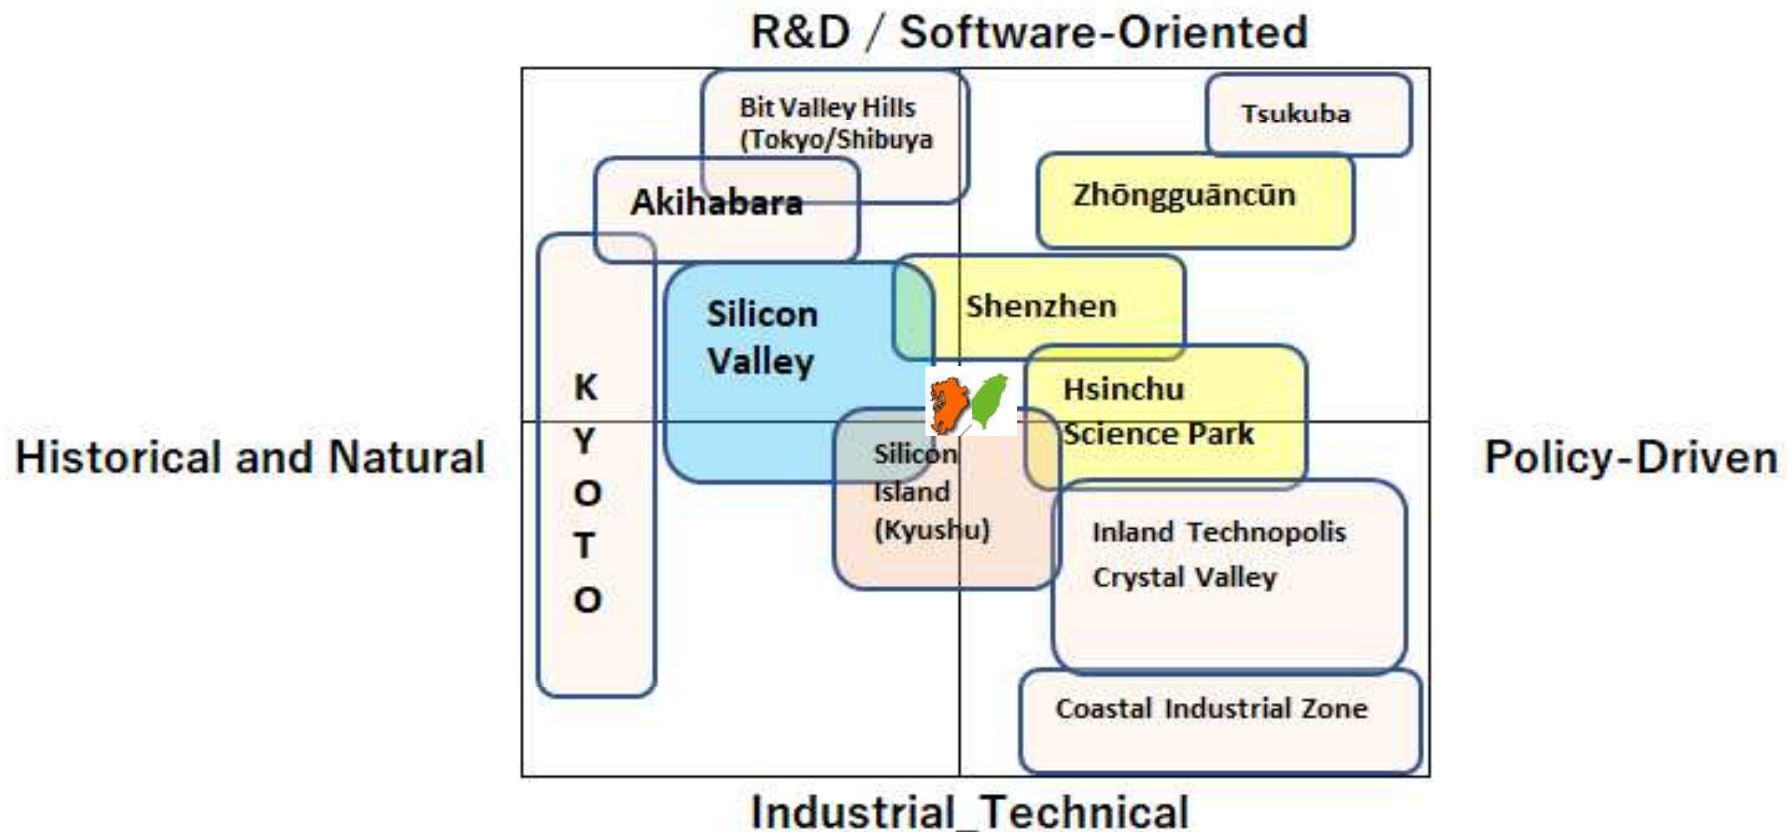 R&D / Software-Oriented
Bit Valley Hills
(Tokyo/Shibuya
Tsukuba
Akihabara
Zhōngguāncūn
Silicon
Valley
Shenzhen
K
Y
O
T
O
Hsinchu
Science Park
Historical and Natural
Policy-Driven
Silicon
Island
(Kyushu)
Inland Technopolis
Crystal Valley
Coastal Industrial Zone
Industrial_Technical